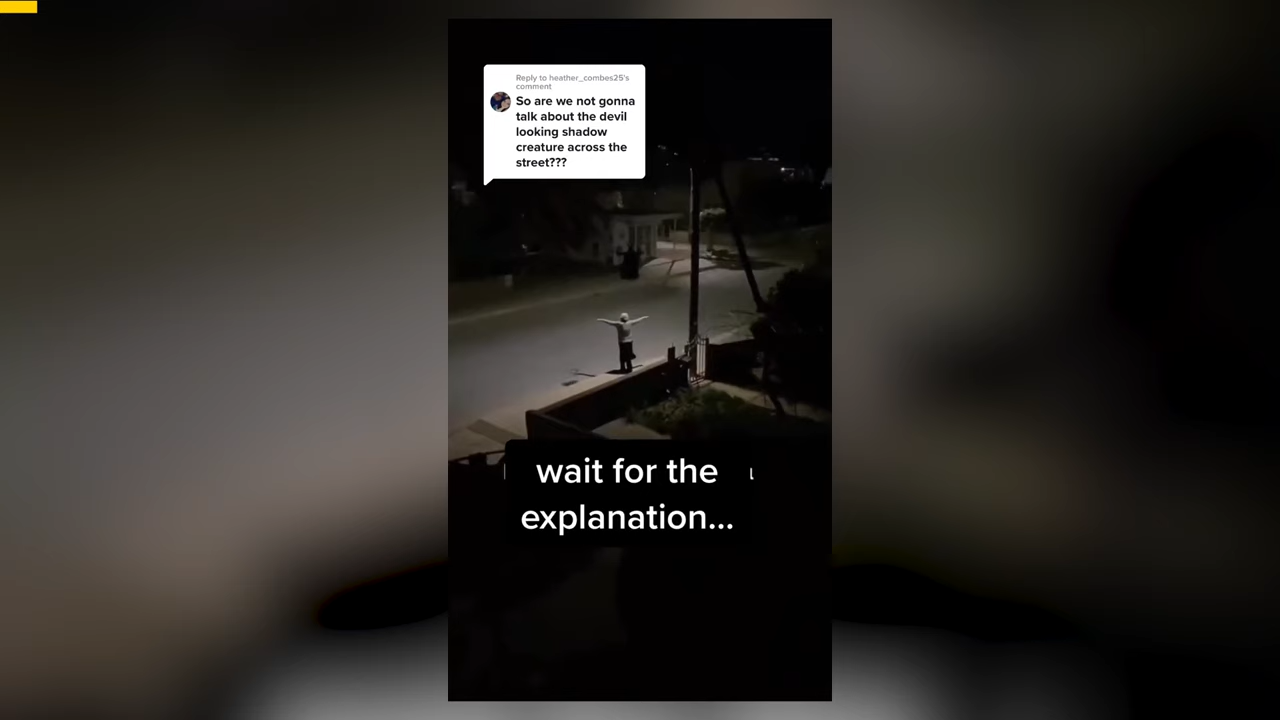 Reply to heather_combes25's
comment
So are we not gonna
talk about the devil
looking shadow
creature across the
street???
wait for the
explanation...